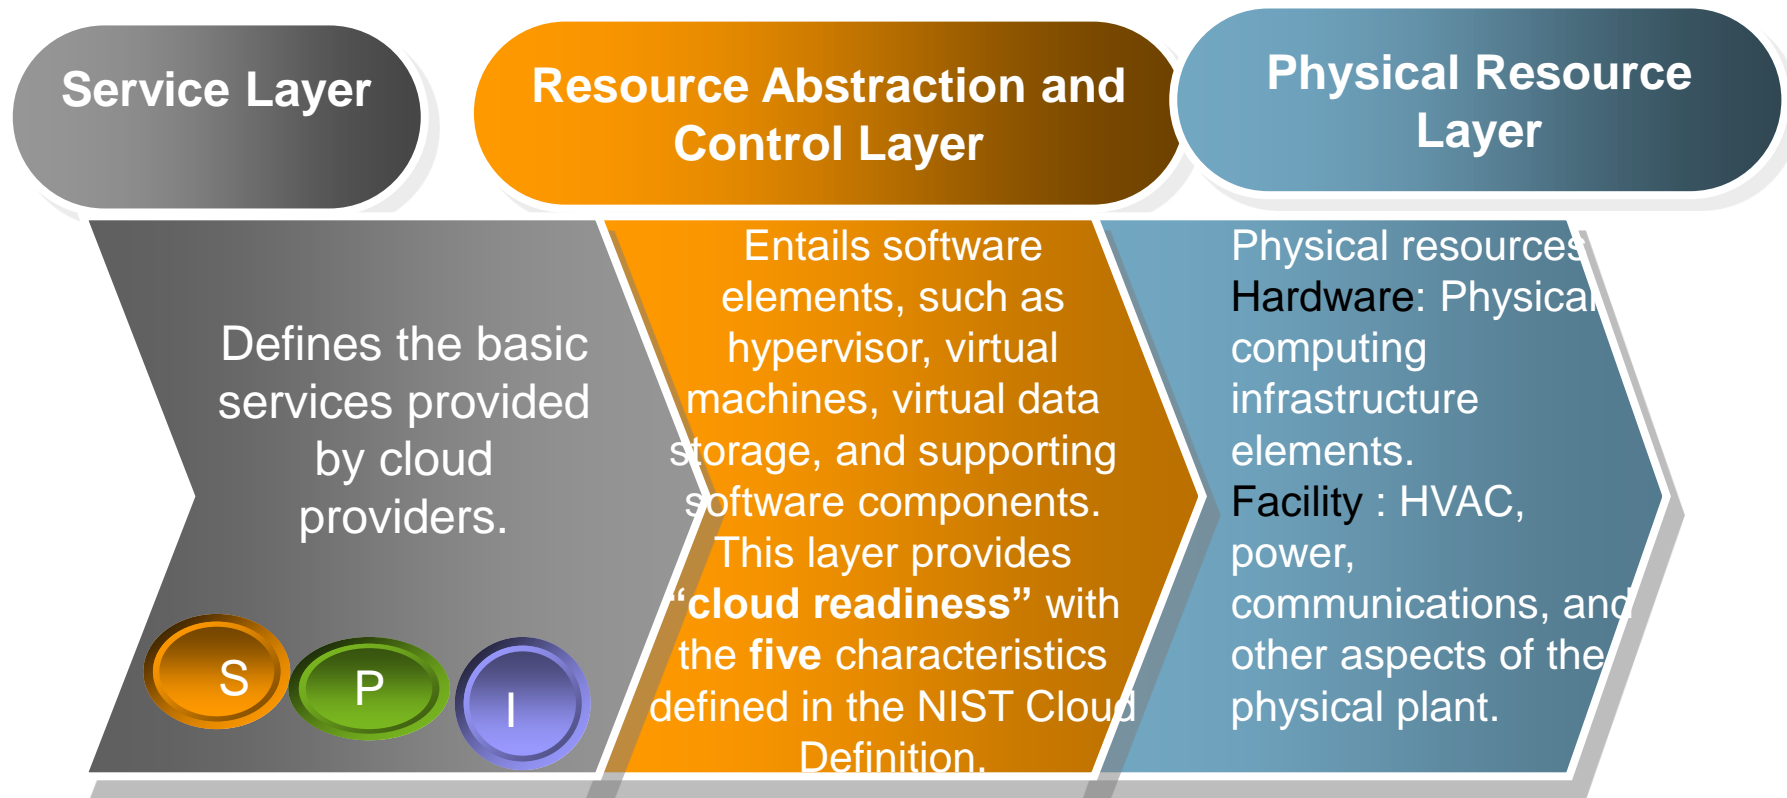 Service Layer
Resource Abstraction and
Control Layer
Physical Resource
Layer
Defines the basic
services provided
by cloud
providers.
S
P
I
Entails software
elements, such as
hypervisor, virtual
machines, virtual data
storage, and supporting
software components.
This layer provides
“cloud readiness” with
the five characteristics
defined in the NIST Cloud
Definition.
Physical resources
Hardware: Physical
computing
infrastructure
elements.
Facility : HVAC,
power,
communications, and
other aspects of the
physical plant.